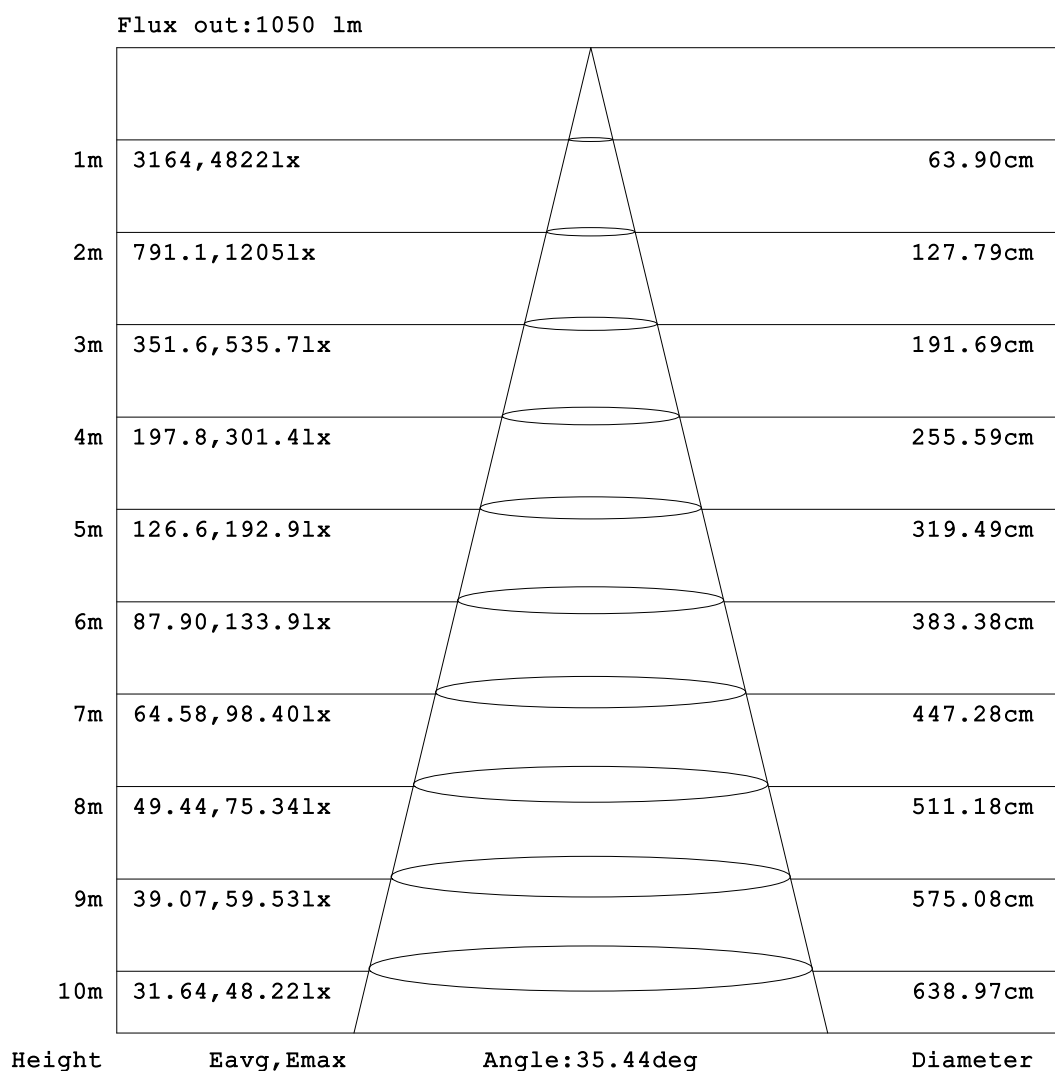 Flux out:1050 lm
1m 3164,4822lx 63.90cm
2m 791.1,1205lx 127.79cm
3m 351.6,535.7lx 191.69cm
4m 197.8,301.4lx 255.59cm
5m 126.6,192.9lx 319.49cm
6m 87.90,133.9lx 383.38cm
7m 64.58,98.40lx 447.28cm
8m 49.44,75.34lx 511.18cm
9m 39.07,59.53lx 575.08cm
10m 31.64,48.22lx 638.97cm
Height Eavg,Emax Angle:35.44deg Diameter